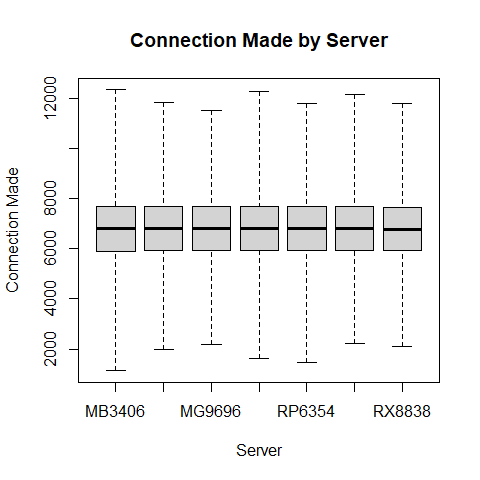 Connection Made by Server
Connection Made
12000
8000
6000
4000
2000
MB3406 MG9696 RP6354 RX8838
Server